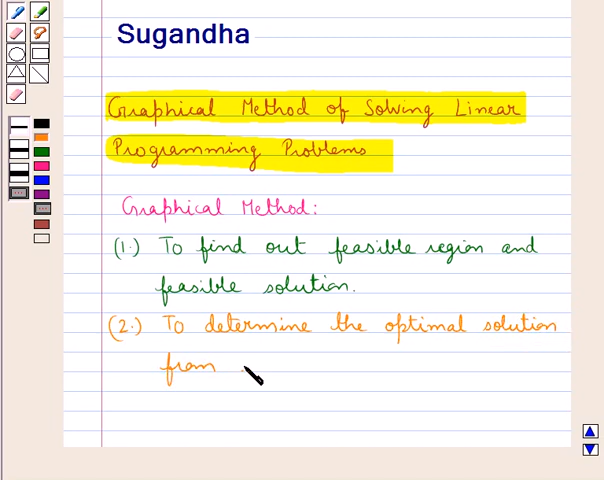 Sugandha
Graphical Method of Solving Linear
Programming Problems
Graphical Method:
(1.) To find out feasible region and
feasible solution.
(2.) To determine the optimal solution
from